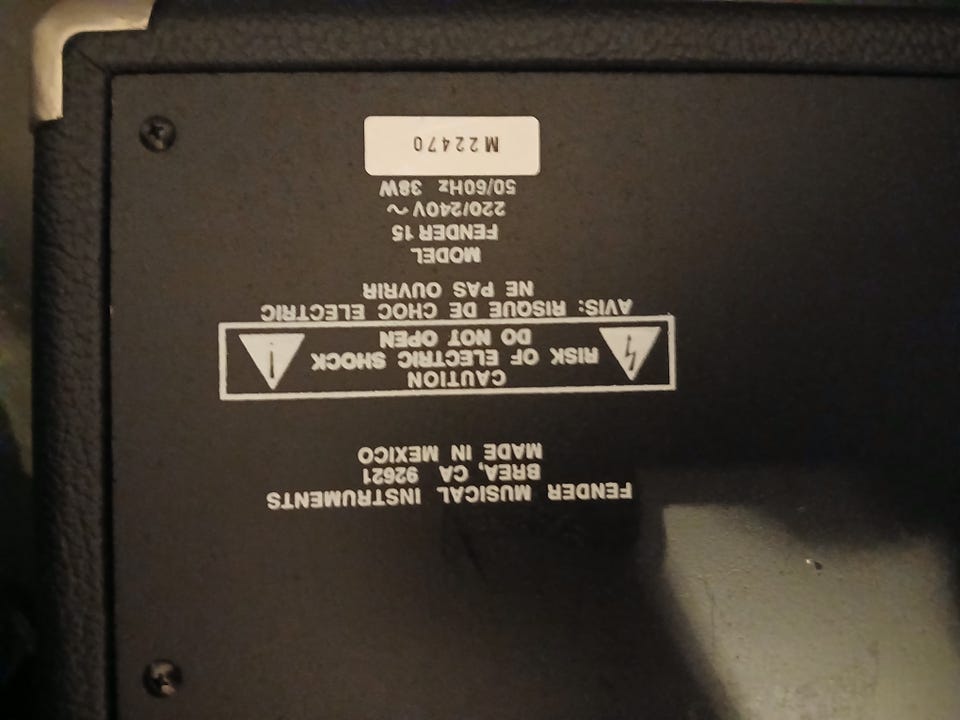 FENDER MUSICAL INSTRUMENTS
BREA, CA 92621
MADE IN MEXICO
CAUTION
RISK OF ELECTRIC SHOCK
DO NOT OPEN
AVIS: RISQUE DE CHOC ELECTRIC
NE PAS OUVRIR
MODEL
FENDER 15
220/240V ~
50/60Hz 38W
M 22470